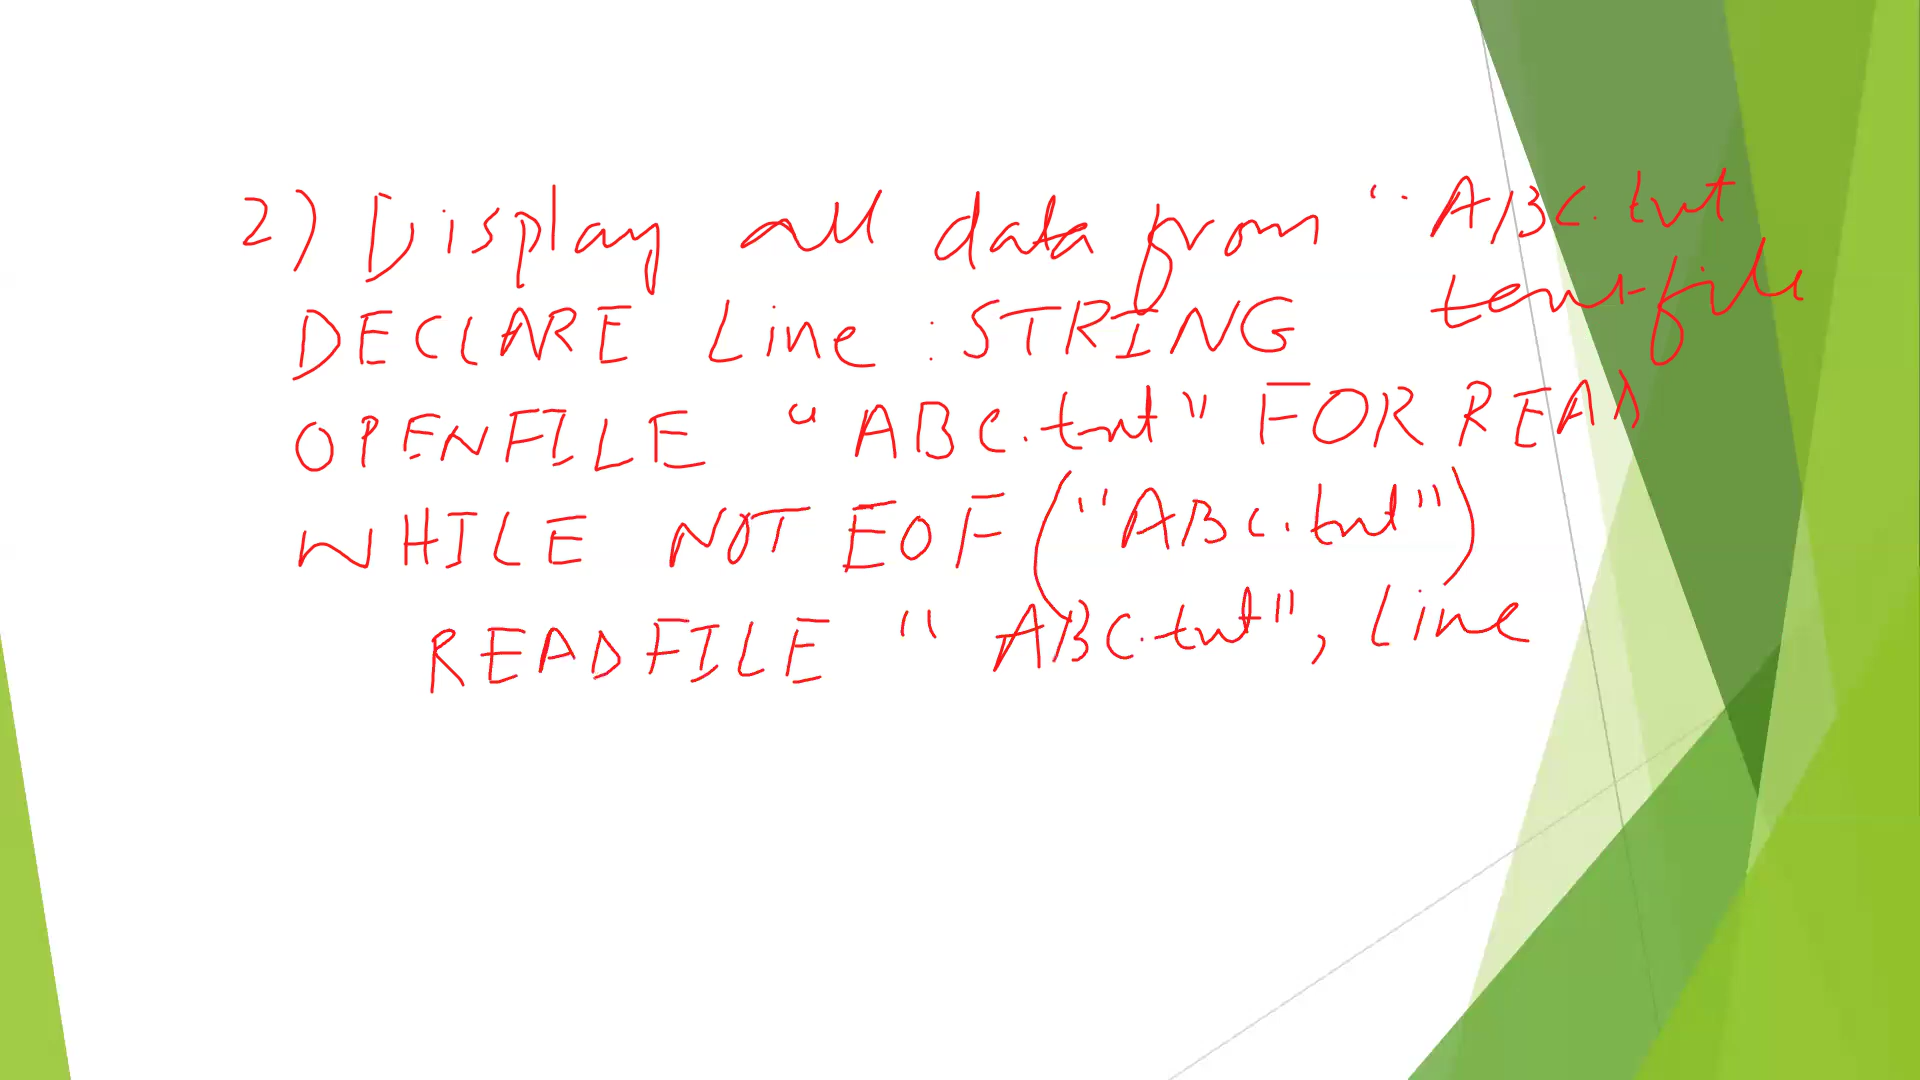 2) Display all data from "ABC.txt
text file
DECLARE Line : STRING
OPENFILE "ABC.txt" FOR READ
WHILE NOT EOF ("ABC.txt")
READFILE "ABC.txt", Line